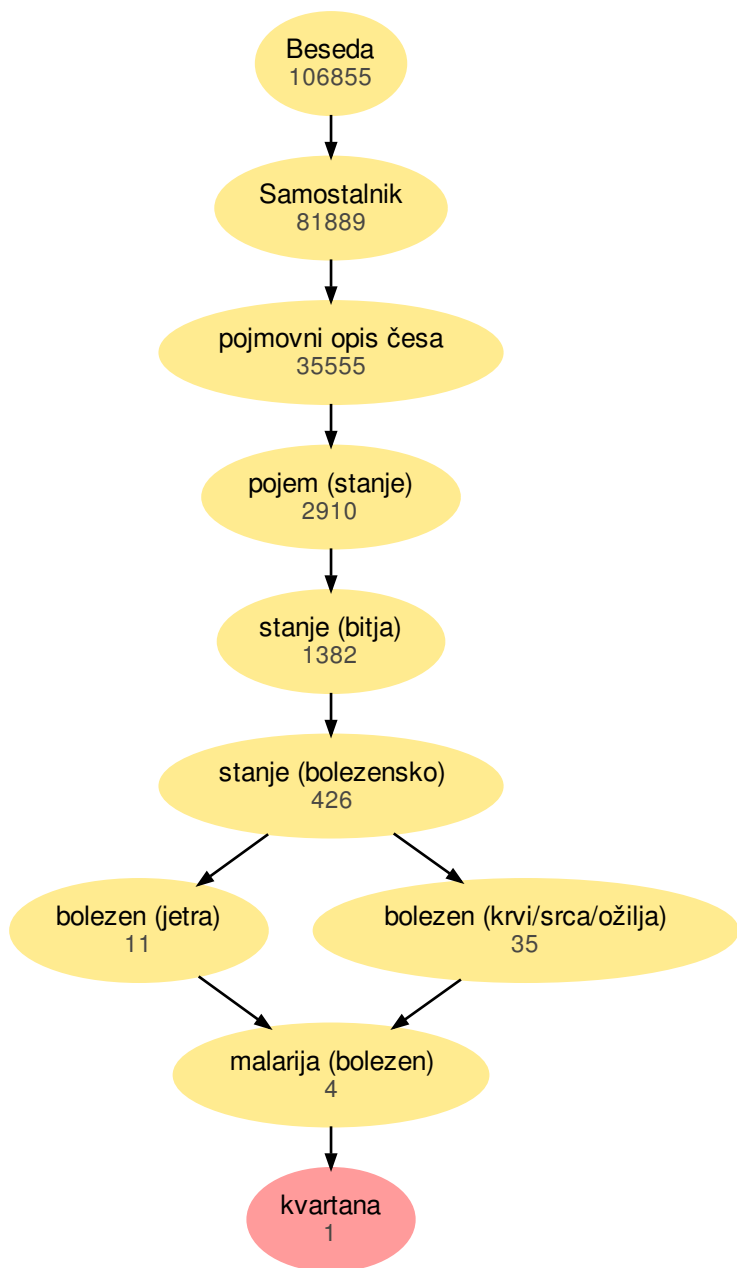 Beseda
106855
Samostalnik
81889
pojmovni opis česa
35555
pojem (stanje)
2910
stanje (bitja)
1382
stanje (bolezensko)
426
bolezen (jetra)
11
bolezen (krvi/srca/ožilja)
35
malarija (bolezen)
4
kvartana
1